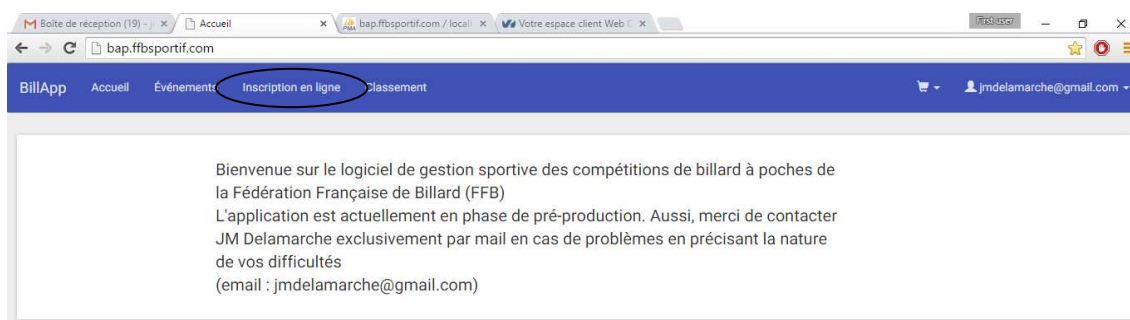 Boîte de réception (19) - j
Accueil
bap.ffbsportif.com / locall
Votre espace client Web C
First user
bap.ffbsportif.com
BillApp Accueil Événements Inscription en ligne Classement jmdelamarche@gmail.com
Bienvenue sur le logiciel de gestion sportive des compétitions de billard à poches de
la Fédération Française de Billard (FFB)
L'application est actuellement en phase de pré-production. Aussi, merci de contacter
JM Delamarche exclusivement par mail en cas de problèmes en précisant la nature
de vos difficultés
(email : jmdelamarche@gmail.com)